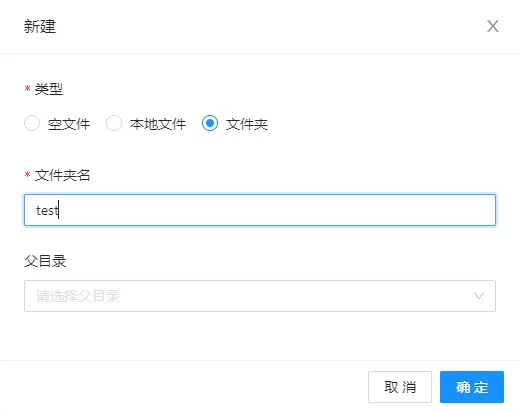 新建
* 类型
空文件 本地文件 文件夹
* 文件夹名
test
父目录
请选择父目录
取 消 确 定